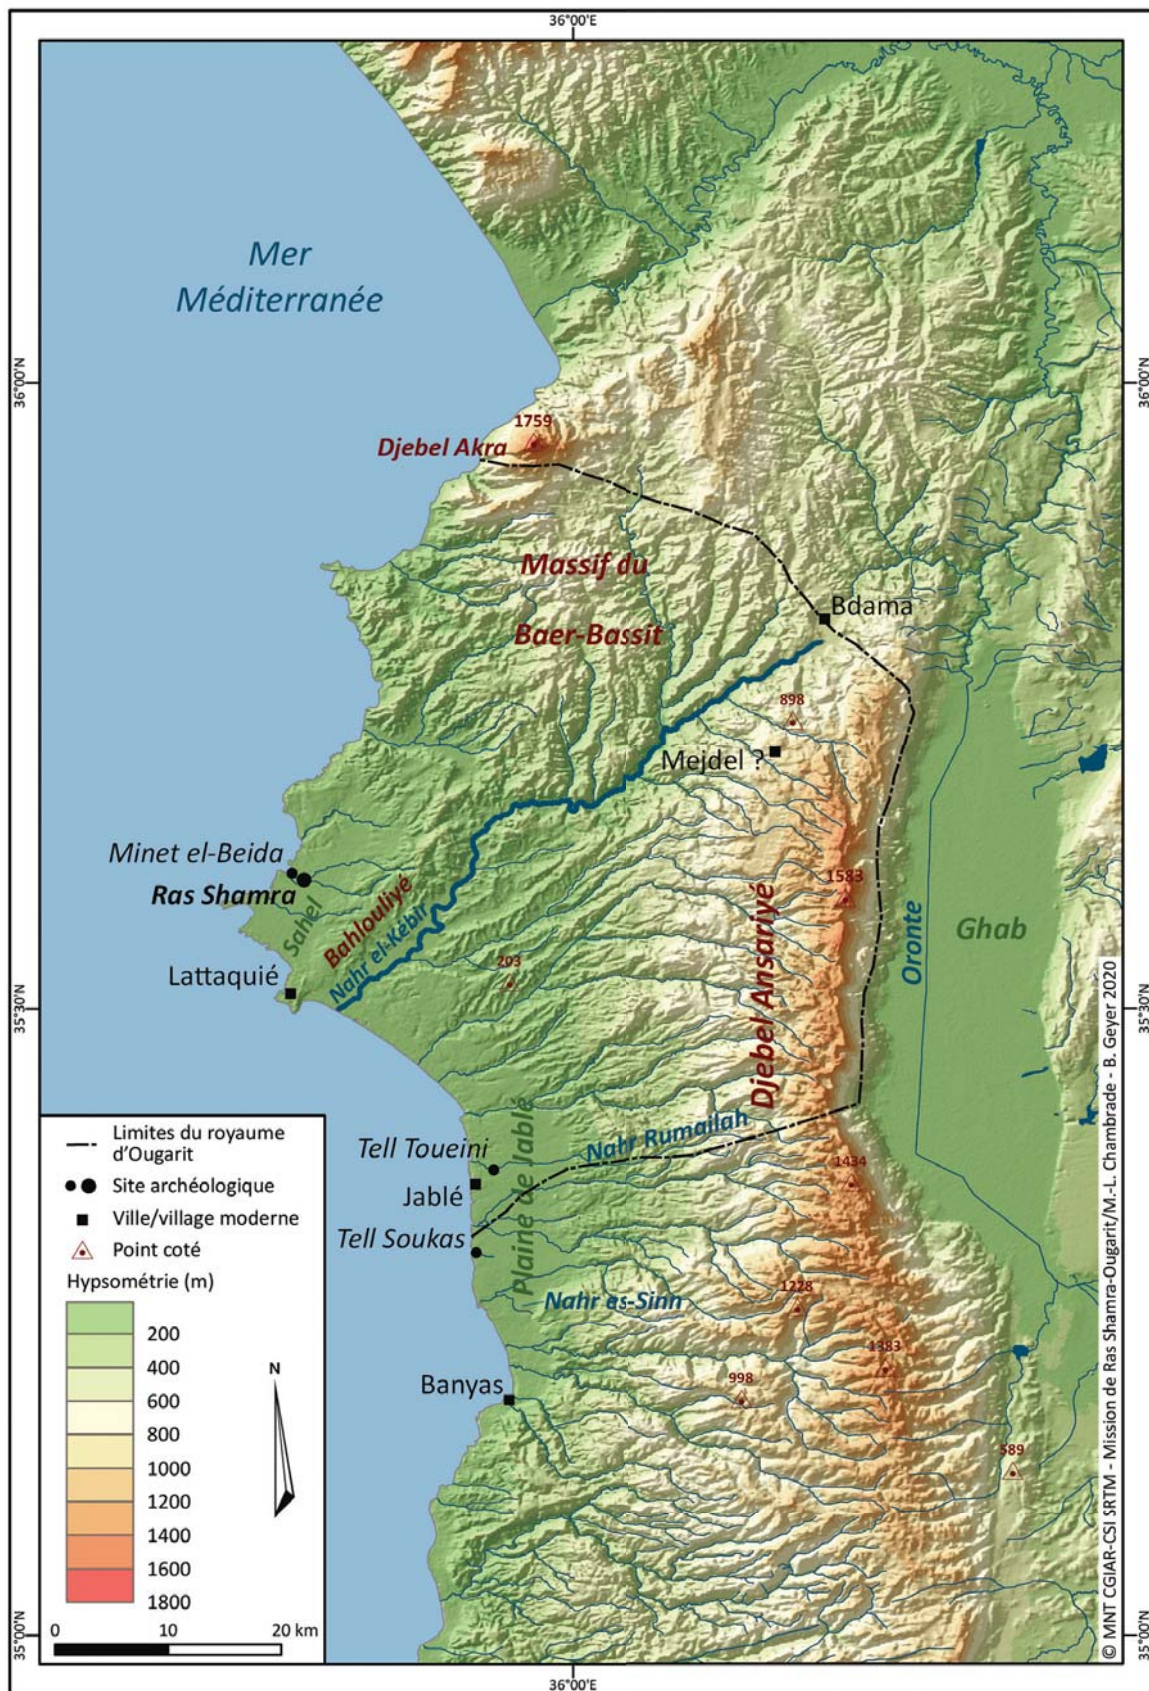 36°00'E
Mer
Méditerranée
36°00'N
36°00'N
1759
Djebel Akra
Massif du
Baer-Bassit
Bdama
898
Mejdel ?
Minet el-Beida
Ras Shamra
Sahel
Bahlouliyé
Nahr el-Kébir
1583
Djebel Ansariyé
Oronte
Ghab
203
Lattaquié
35°30'N
35°30'N
Plaine de Jablé
Nahr Rumailah
Tell Toueini
Jablé
1434
Tell Soukas
Nahr es-Sinn
1228
1383
998
Banyas
589
Limites du royaume
d'Ougarit
Site archéologique
Ville/village moderne
Point coté
Hypsométrie (m)
200
400
600
800
1000
1200
1400
1600
1800
N
0 10 20 km
35°00'N
35°00'N
36°00'E
© MNT CGIAR-CSI SRTM - Mission de Ras Shamra-Ougarit/M.-L. Chambrade - B. Geyer 2020